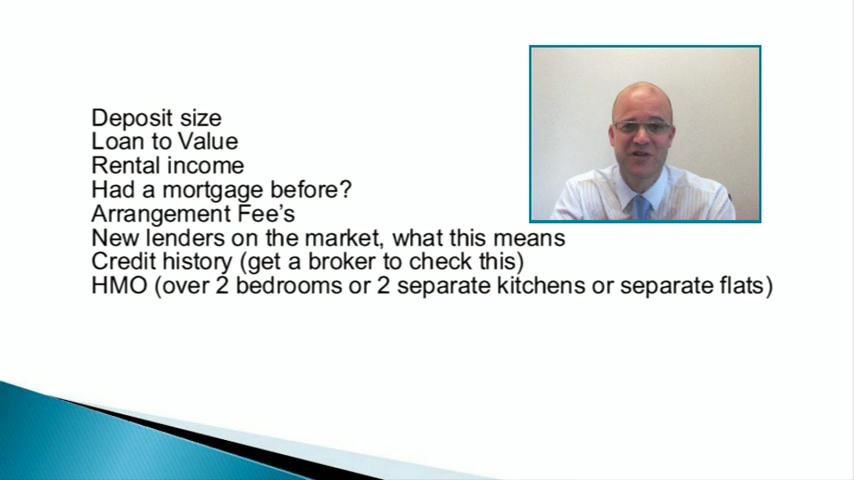 Deposit size
Loan to Value
Rental income
Had a mortgage before?
Arrangement Fee’s
New lenders on the market, what this means
Credit history (get a broker to check this)
HMO (over 2 bedrooms or 2 separate kitchens or separate flats)